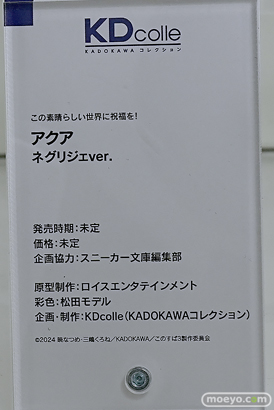 KDcolle
KADOKAWA コレクション
この素晴らしい世界に祝福を!
アクア
ネグリジェver.
発売時期：未定
価格：未定
企画協力：スニーカー文庫編集部
原型制作：ロイスエンタテインメント
彩色：松田モデル
企画・制作：KDcolle（KADOKAWAコレクション）
©2024 暁なつめ・三嶋くろね/KADOKAWA/このすば3製作委員会
moeyo.com